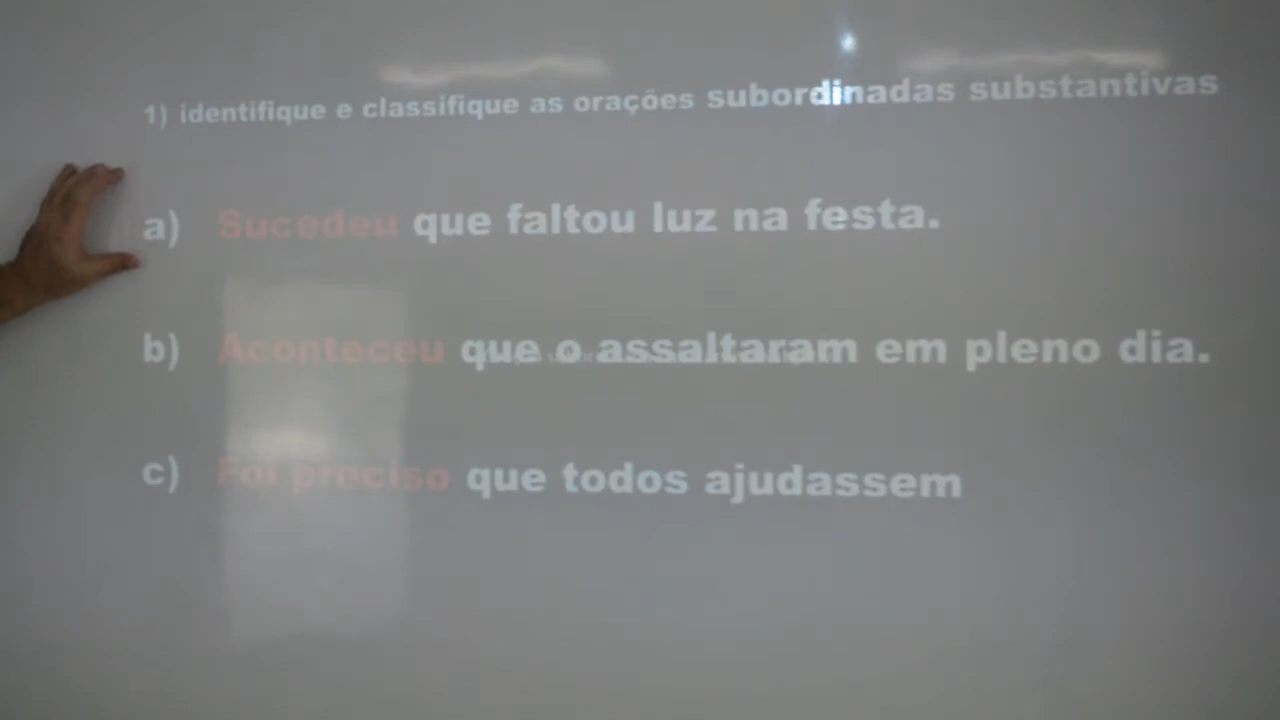 1) identifique e classifique as orações subordinadas substantivas
a) Sucedeu que faltou luz na festa.
b) Aconteceu que o assaltaram em pleno dia.
c) Foi preciso que todos ajudassem